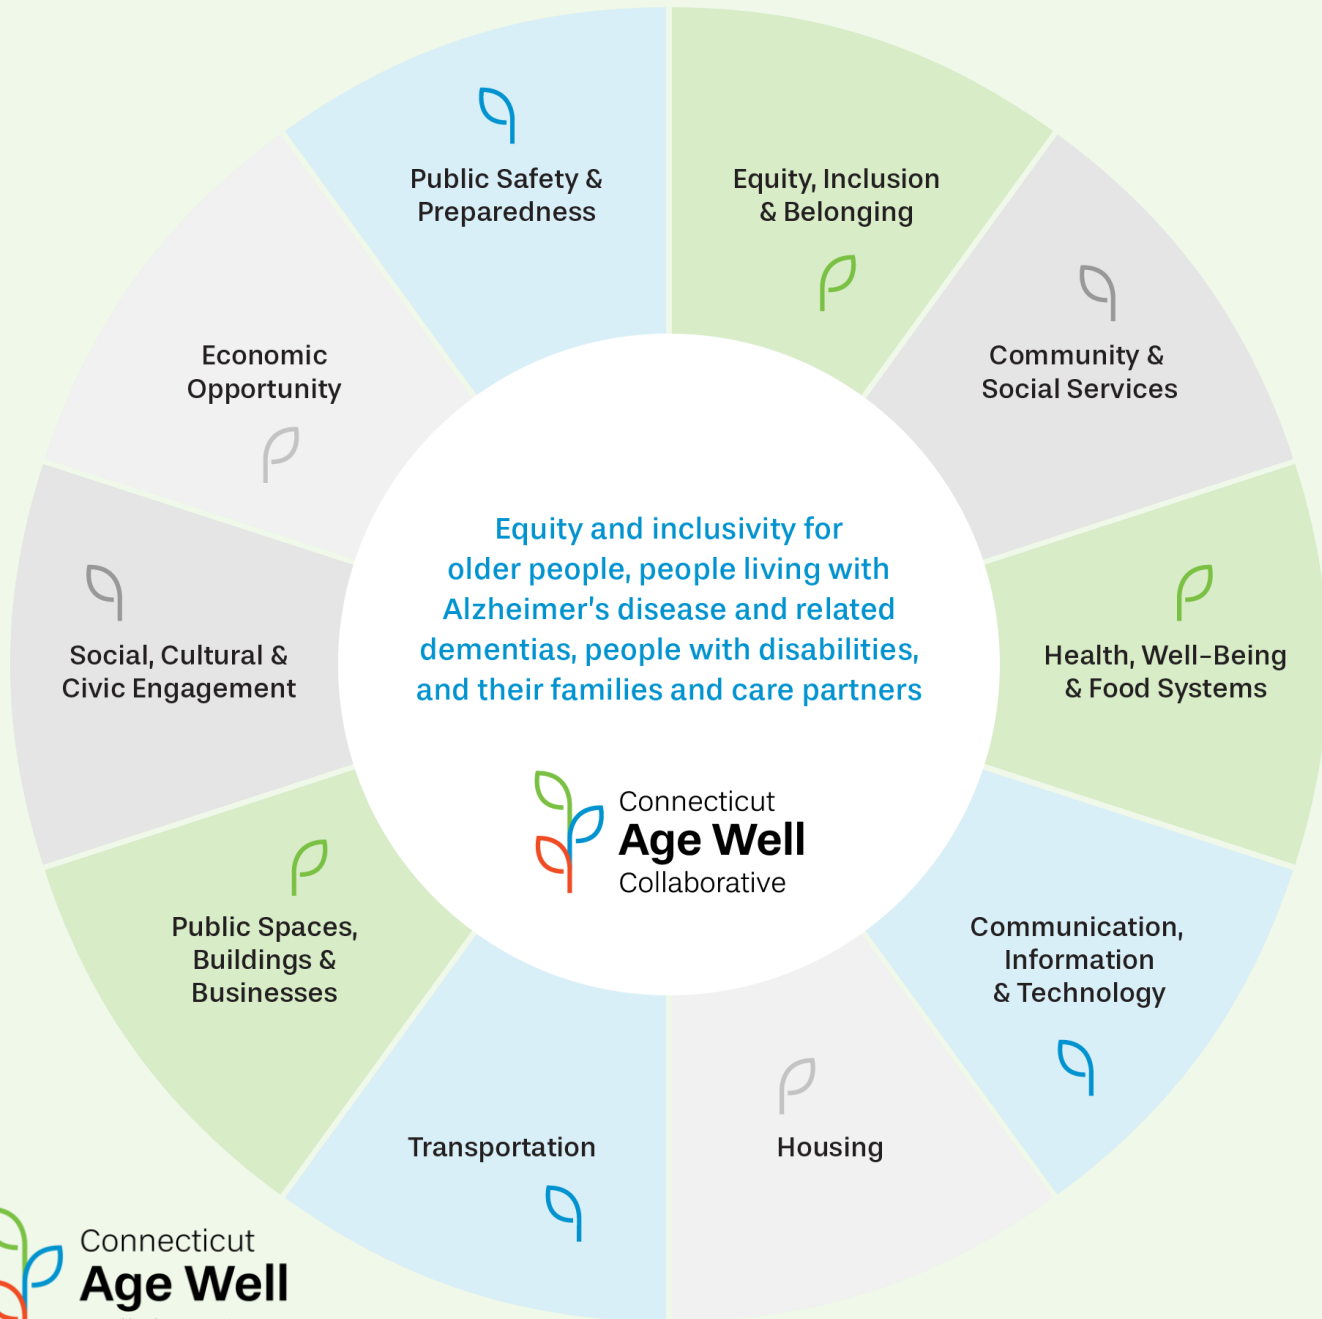 Public Safety &
Preparedness
Equity, Inclusion
& Belonging
Community &
Social Services
Health, Well-Being
& Food Systems
Communication,
Information
& Technology
Housing
Transportation
Public Spaces,
Buildings &
Businesses
Social, Cultural &
Civic Engagement
Economic
Opportunity
Equity and inclusivity for
older people, people living with
Alzheimer's disease and related
dementias, people with disabilities,
and their families and care partners
Connecticut
Age Well
Collaborative
Connecticut
Age Well